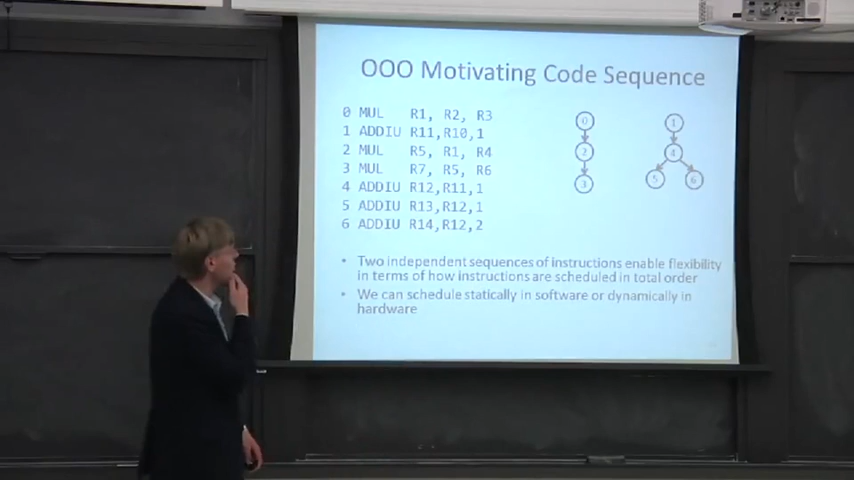 OOO Motivating Code Sequence
0 MUL R1, R2, R3
1 ADDIU R11,R10,1
2 MUL R5, R1, R4
3 MUL R7, R5, R6
4 ADDIU R12,R11,1
5 ADDIU R13,R12,1
6 ADDIU R14,R12,2
0
2
3
1
4
5 6
• Two independent sequences of instructions enable flexibility
in terms of how instructions are scheduled in total order
• We can schedule statically in software or dynamically in
hardware